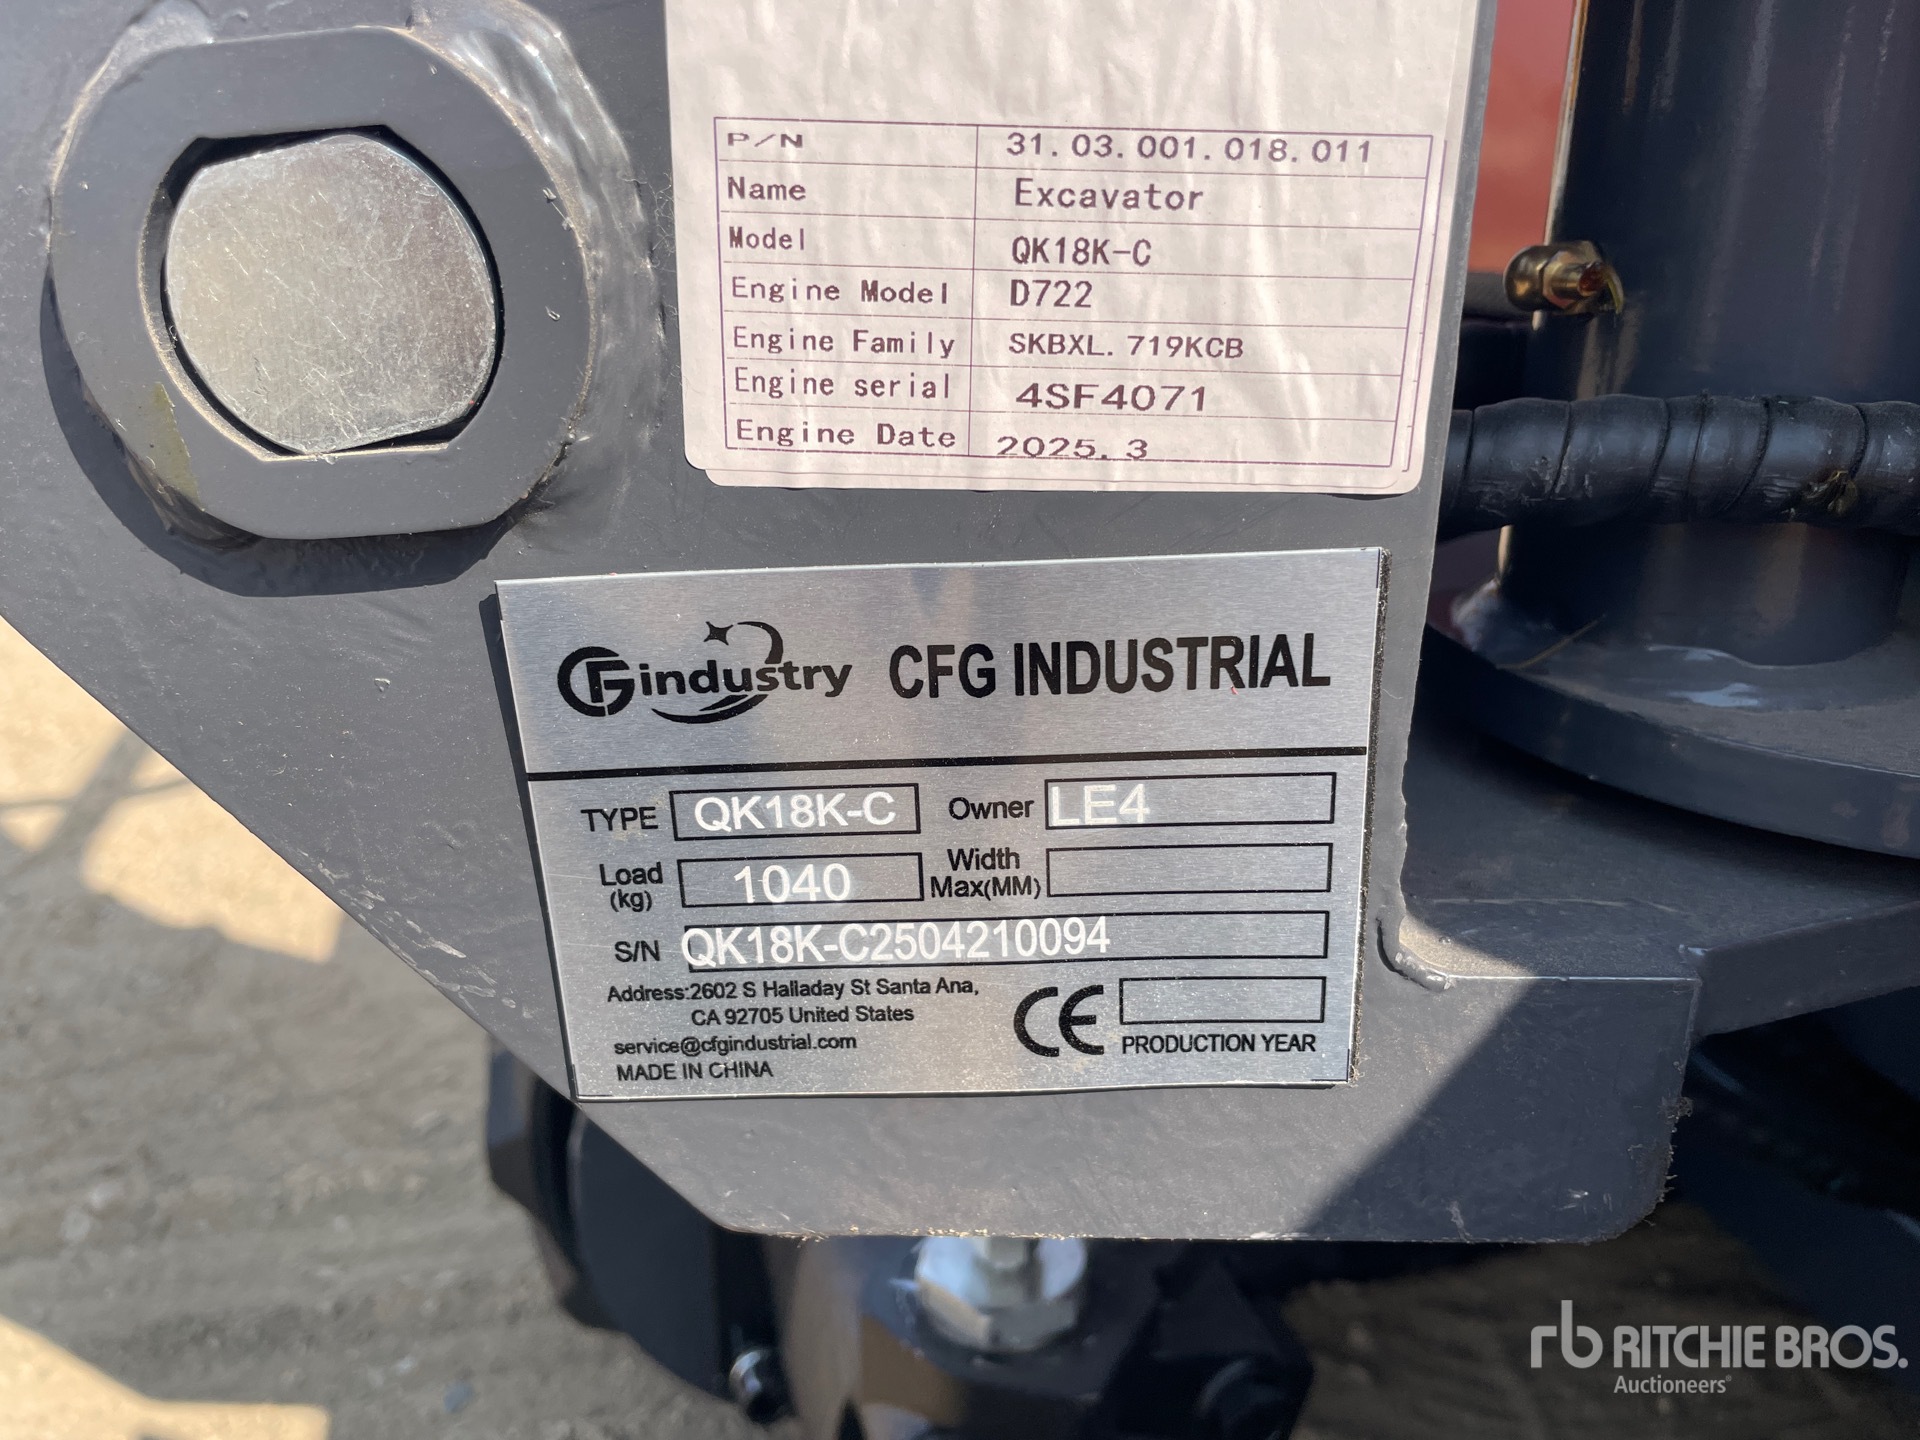 P/N 31.03.001.018.011
Name Excavator
Model QK18K-C
Engine Model D722
Engine Family SKBXL.719KCB
Engine serial 4SF4071
Engine Date 2025.3
GFindustry CFG INDUSTRIAL
TYPE QK18K-C Owner LE4
Load (kg) 1040 Width Max(MM)
S/N QK18K-C2504210094
Address:2602 S Halladay St Santa Ana,
CA 92705 United States
service@cfgindustrial.com
MADE IN CHINA
CE PRODUCTION YEAR
rb RITCHIE BROS.
Auctioneers